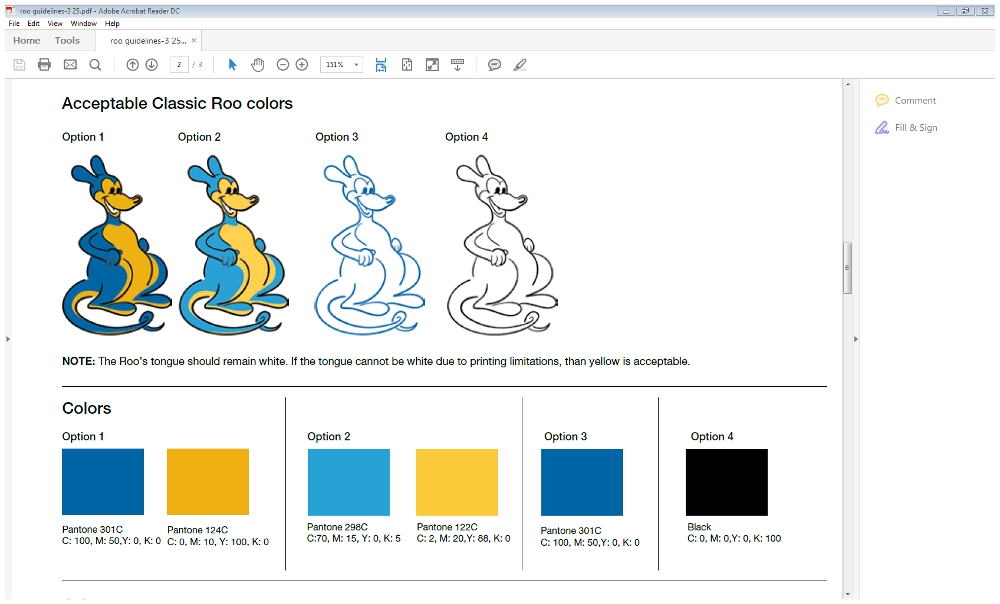 roo guidelines-3 25.pdf - Adobe Acrobat Reader DC
File Edit View Window Help
Home Tools roo guidelines-3 25... ×
2 / 3 151%
Comment
Fill & Sign
Acceptable Classic Roo colors
Option 1 Option 2 Option 3 Option 4
NOTE: The Roo's tongue should remain white. If the tongue cannot be white due to printing limitations, than yellow is acceptable.
Colors
Option 1 Option 2 Option 3 Option 4
Pantone 301C
C: 100, M: 50,Y: 0, K: 0
Pantone 124C
C: 0, M: 10, Y: 100, K: 0
Pantone 298C
C:70, M: 15, Y: 0, K: 5
Pantone 122C
C: 2, M: 20,Y: 88, K: 0
Pantone 301C
C: 100, M: 50,Y: 0, K: 0
Black
C: 0, M: 0,Y: 0, K: 100